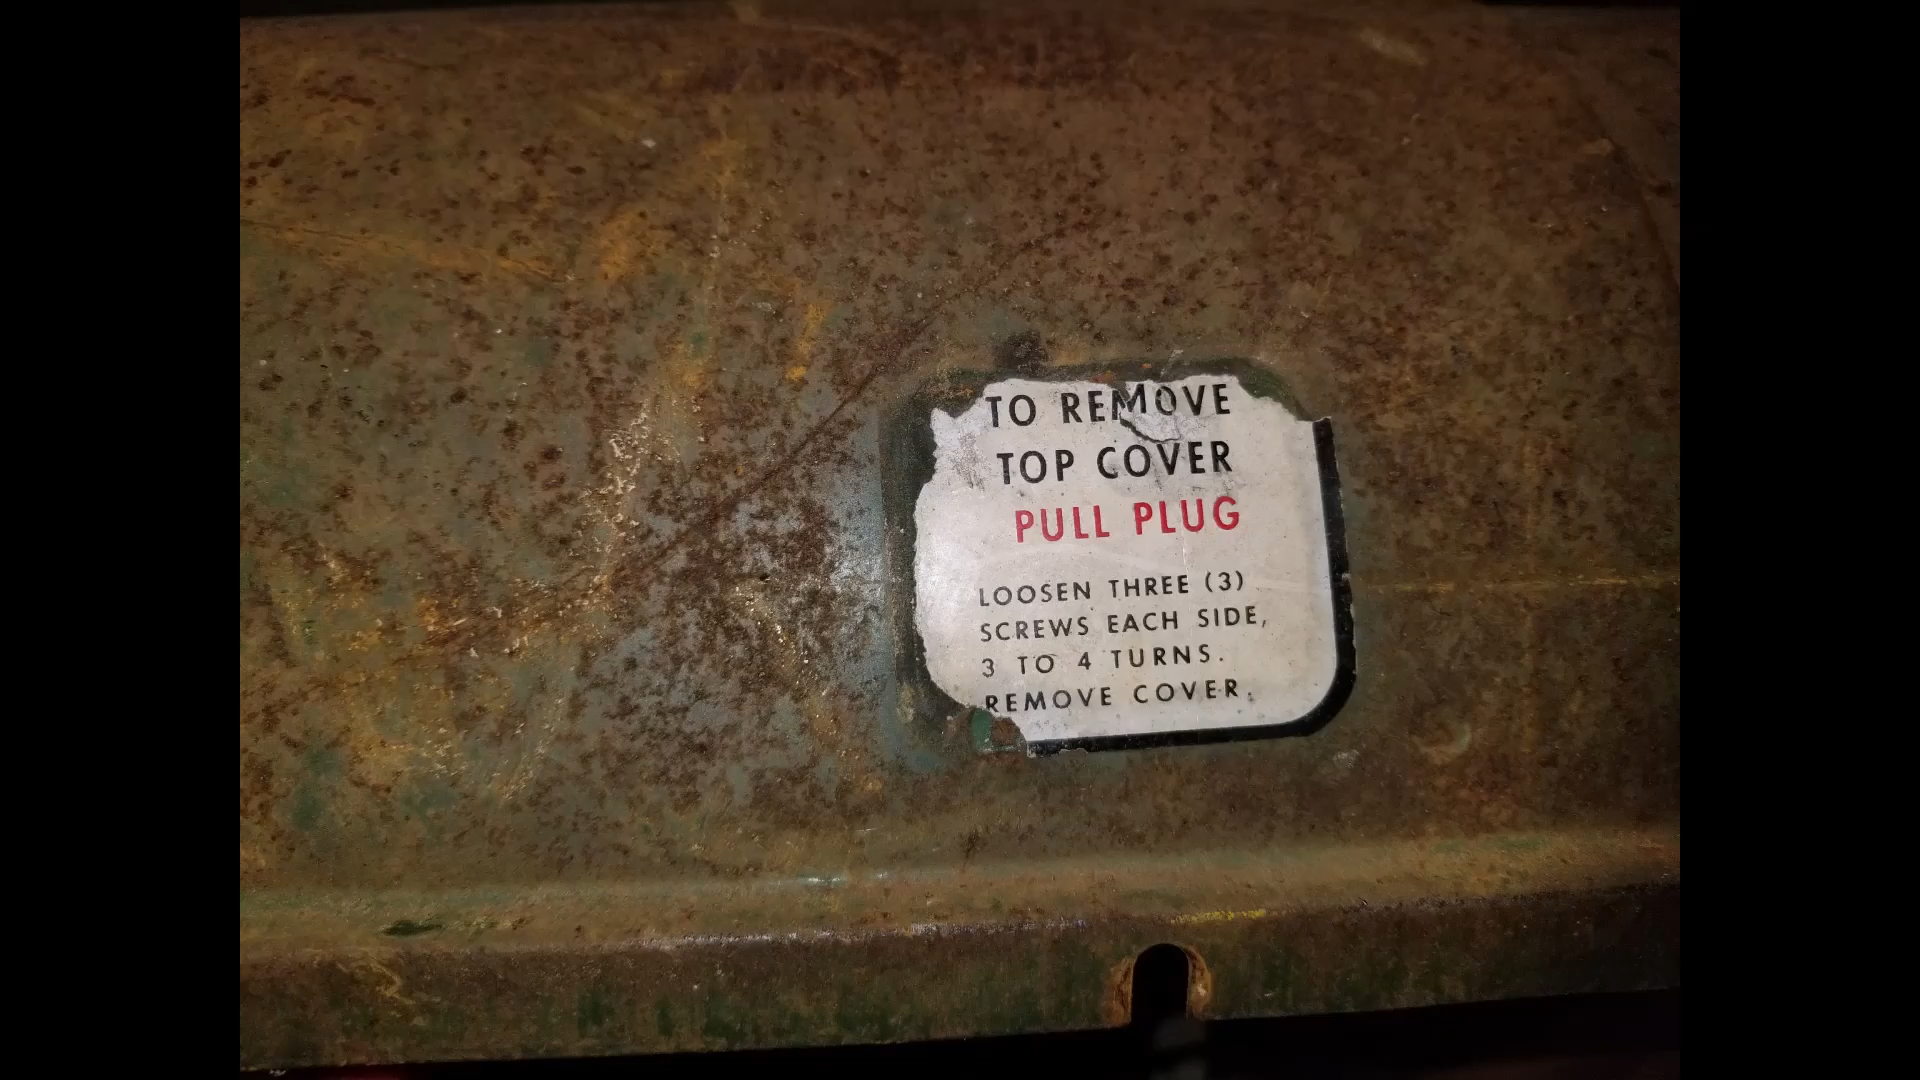 TO REMOVE
TOP COVER
PULL PLUG
LOOSEN THREE (3)
SCREWS EACH SIDE,
3 TO 4 TURNS.
REMOVE COVER.